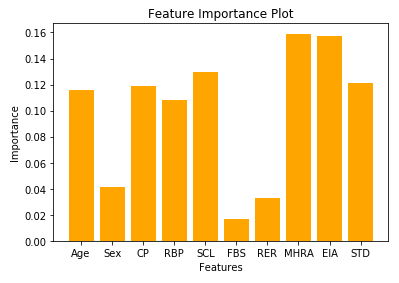 Feature Importance Plot
0.16
0.14
0.12
0.10
0.08
0.06
0.04
0.02
0.00
Importance
Age Sex CP RBP SCL FBS RER MHRA EIA STD
Features